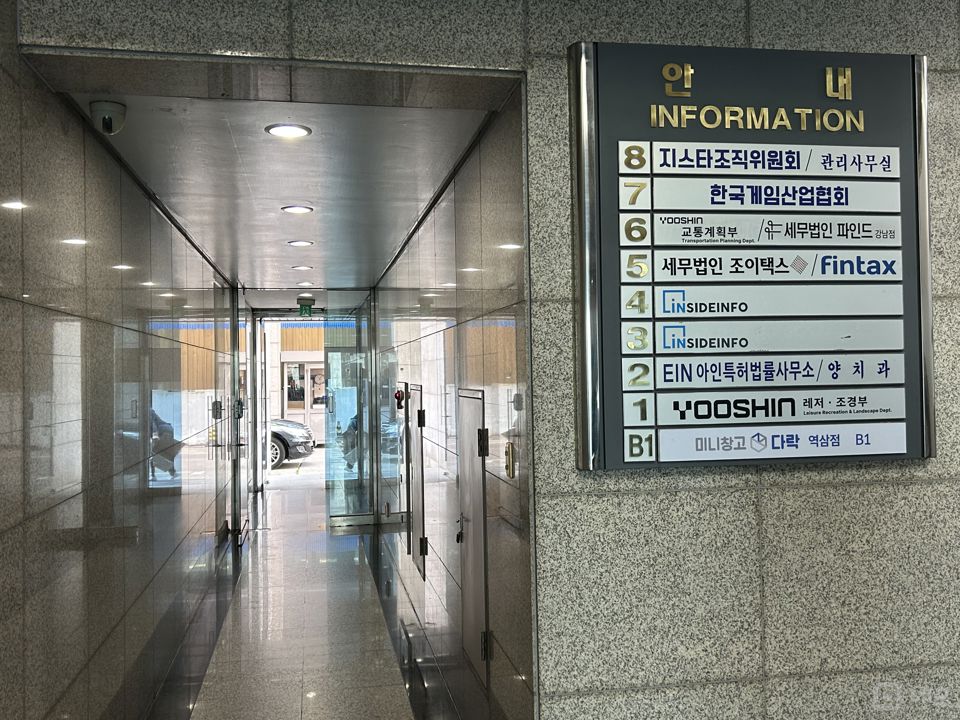 안 내
INFORMATION
8 지스타조직위원회 / 관리사무실
7 한국게임산업협회
6 YOOSHIN 교통계획부 Transportation Planning Dept. / 세무법인 파인드 강남점
5 세무법인 조이택스 / fintax
4 INSIDEINFO
3 INSIDEINFO
2 EIN 아인특허법률사무소 / 양 치 과
1 YOOSHIN 레저·조경부 Leisure Recreation & Landscape Dept.
B1 미니창고 다락 역삼점 B1